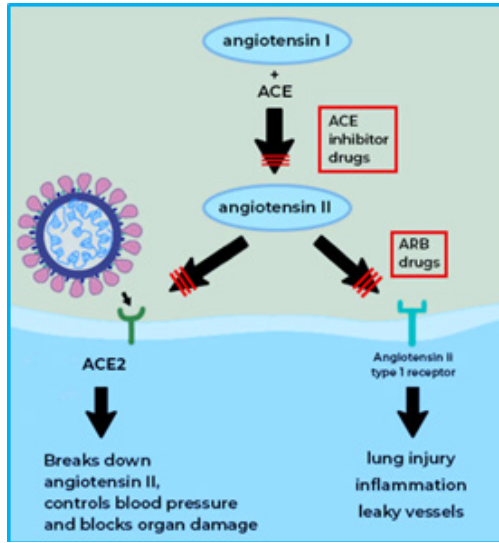 angiotensin I
+
ACE
ACE
inhibitor
drugs
angiotensin II
ARB
drugs
ACE2
Angiotensin II
type 1 receptor
Breaks down
angiotensin II,
controls blood pressure
and blocks organ damage
lung injury
inflammation
leaky vessels